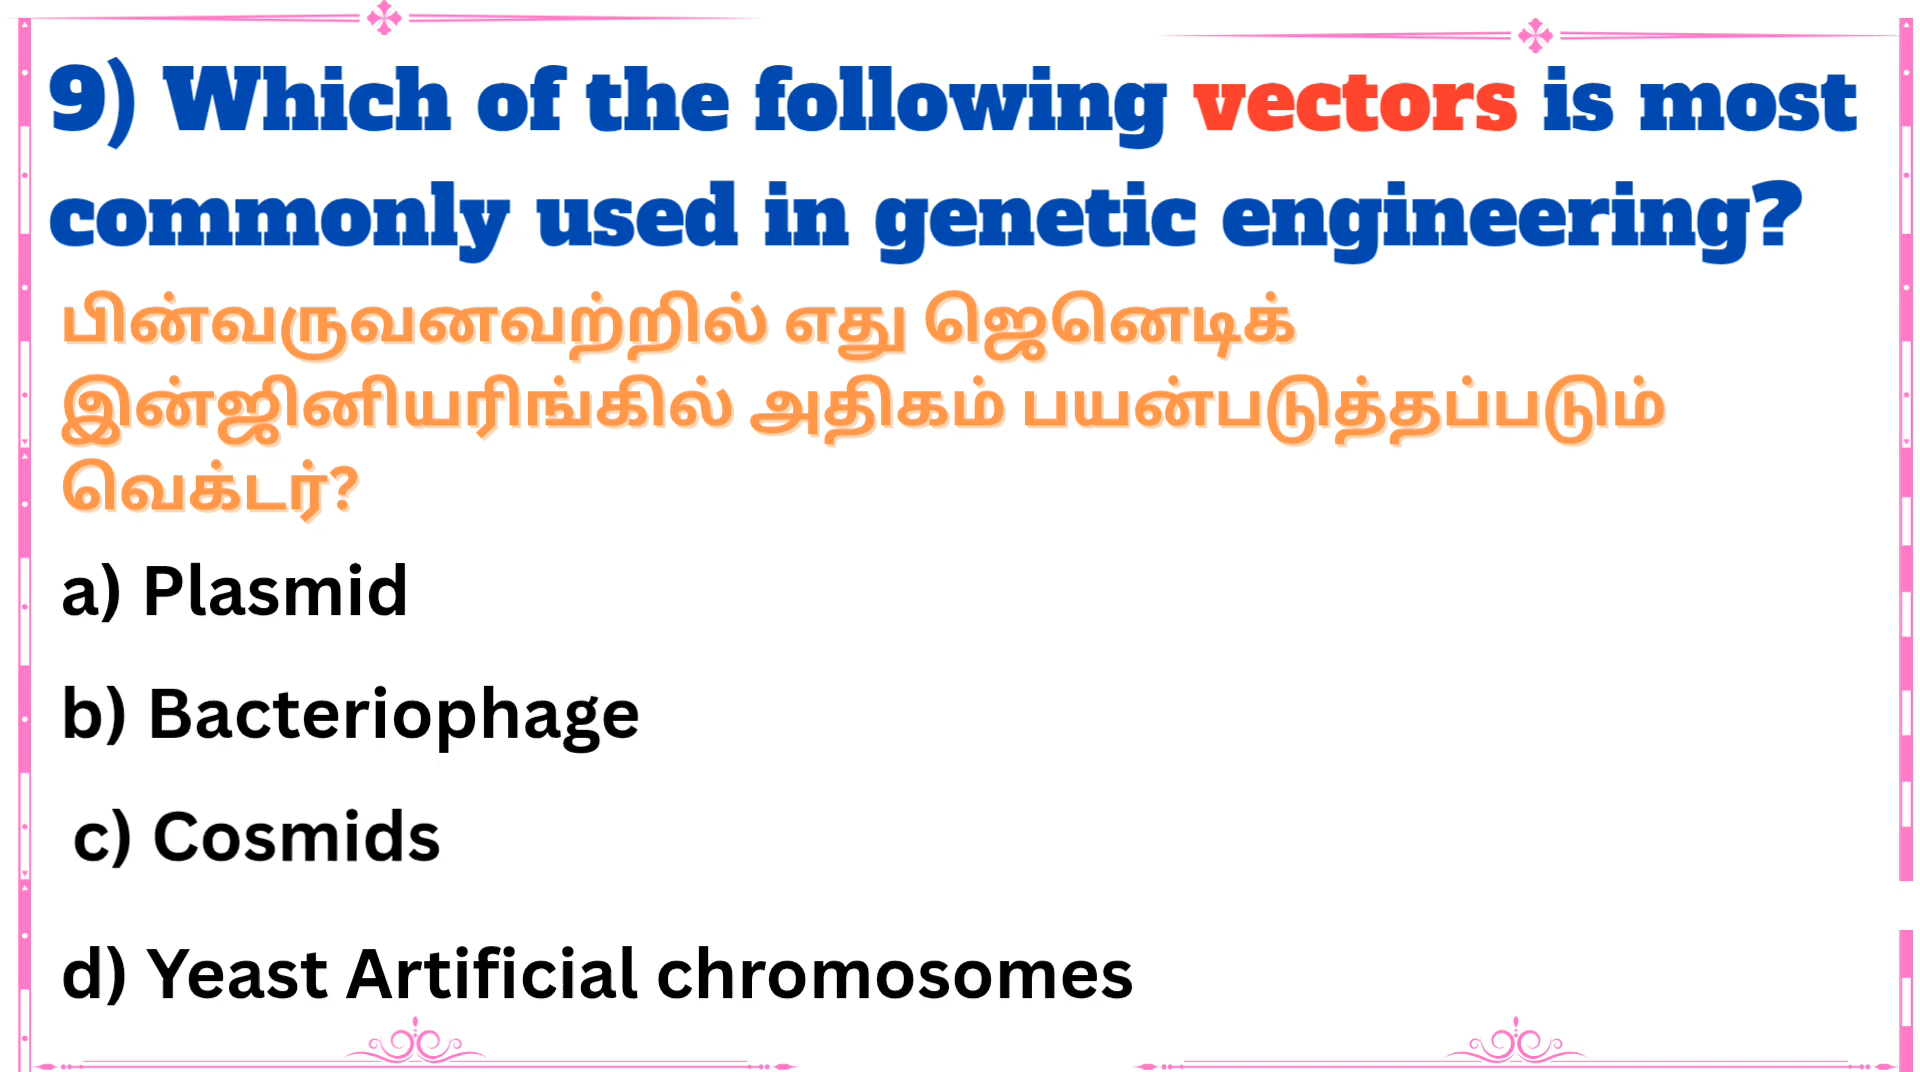 9) Which of the following vectors is most
commonly used in genetic engineering?
பின்வருவனவற்றில் எது ஜெனெடிக்
இன்ஜினியரிங்கில் அதிகம் பயன்படுத்தப்படும்
வெக்டர்?
a) Plasmid
b) Bacteriophage
c) Cosmids
d) Yeast Artificial chromosomes